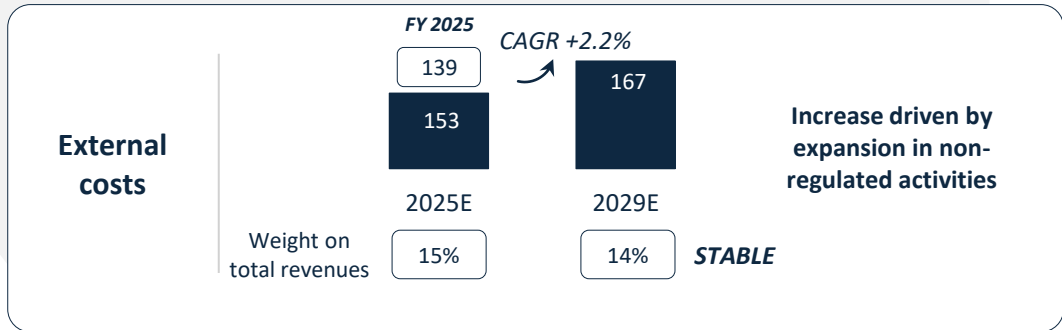 FY 2025
CAGR +2.2%
139
153
167
External
costs
2025E
2029E
Increase driven by
expansion in non-
regulated activities
Weight on
total revenues
15%
14%
STABLE